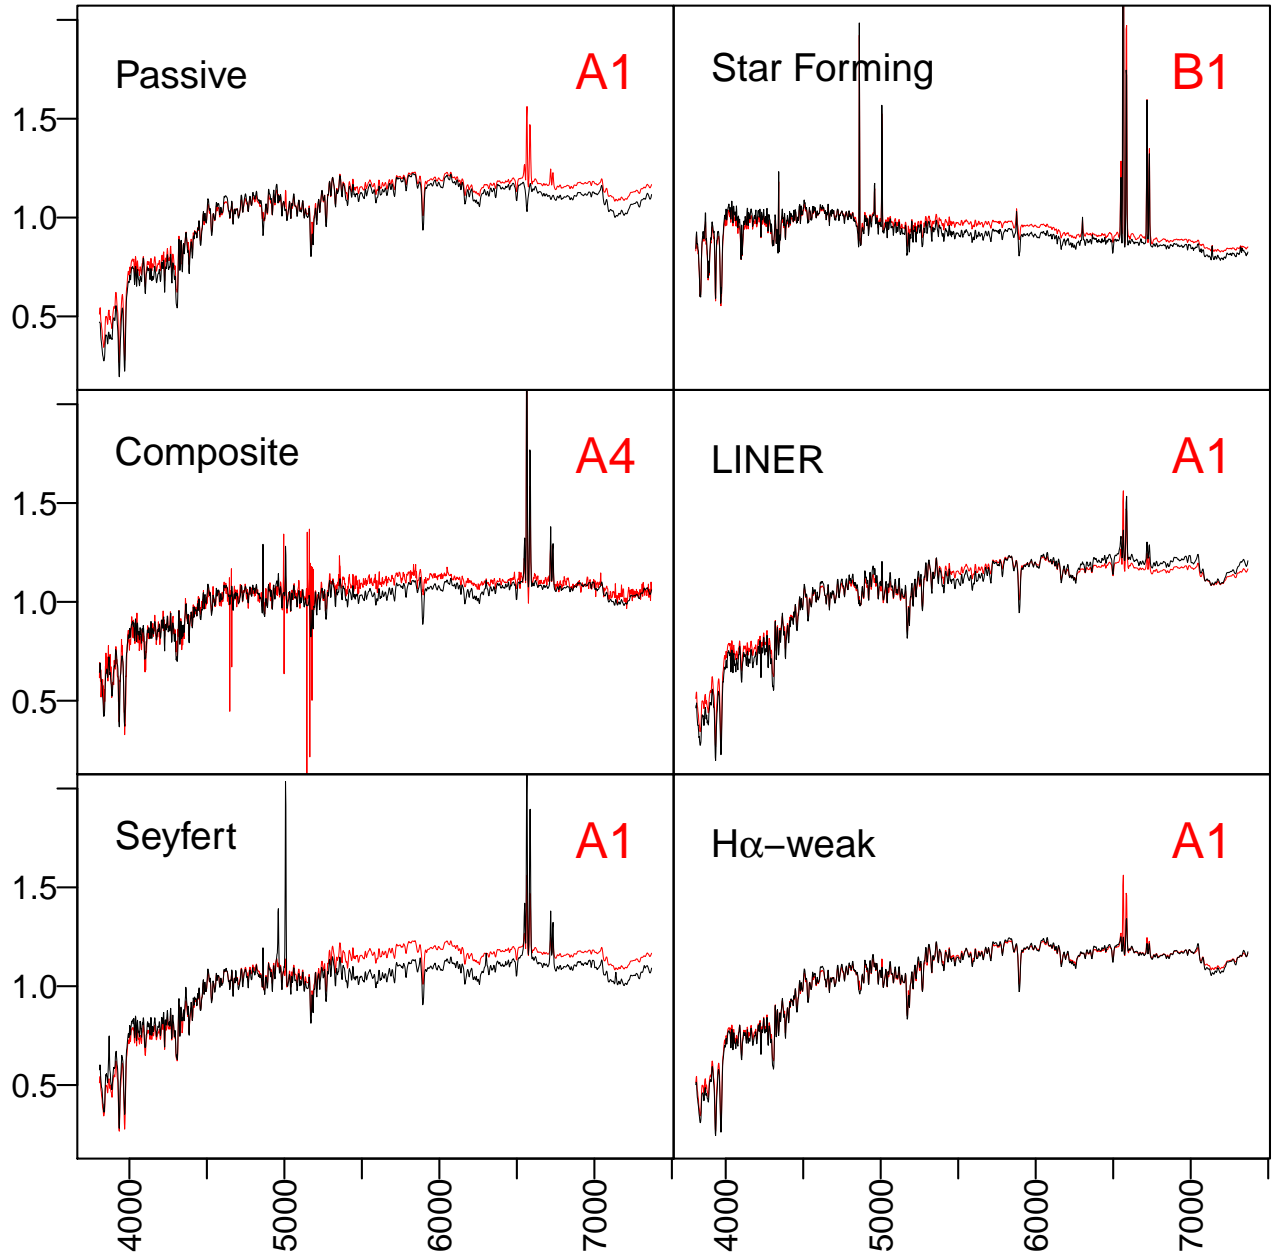 Passive A1
Star Forming B1
1.5
1.0
0.5
Composite A4
LINER A1
1.5
1.0
0.5
Seyfert A1
Hα−weak A1
1.5
1.0
0.5
4000 5000 6000 7000 4000 5000 6000 7000